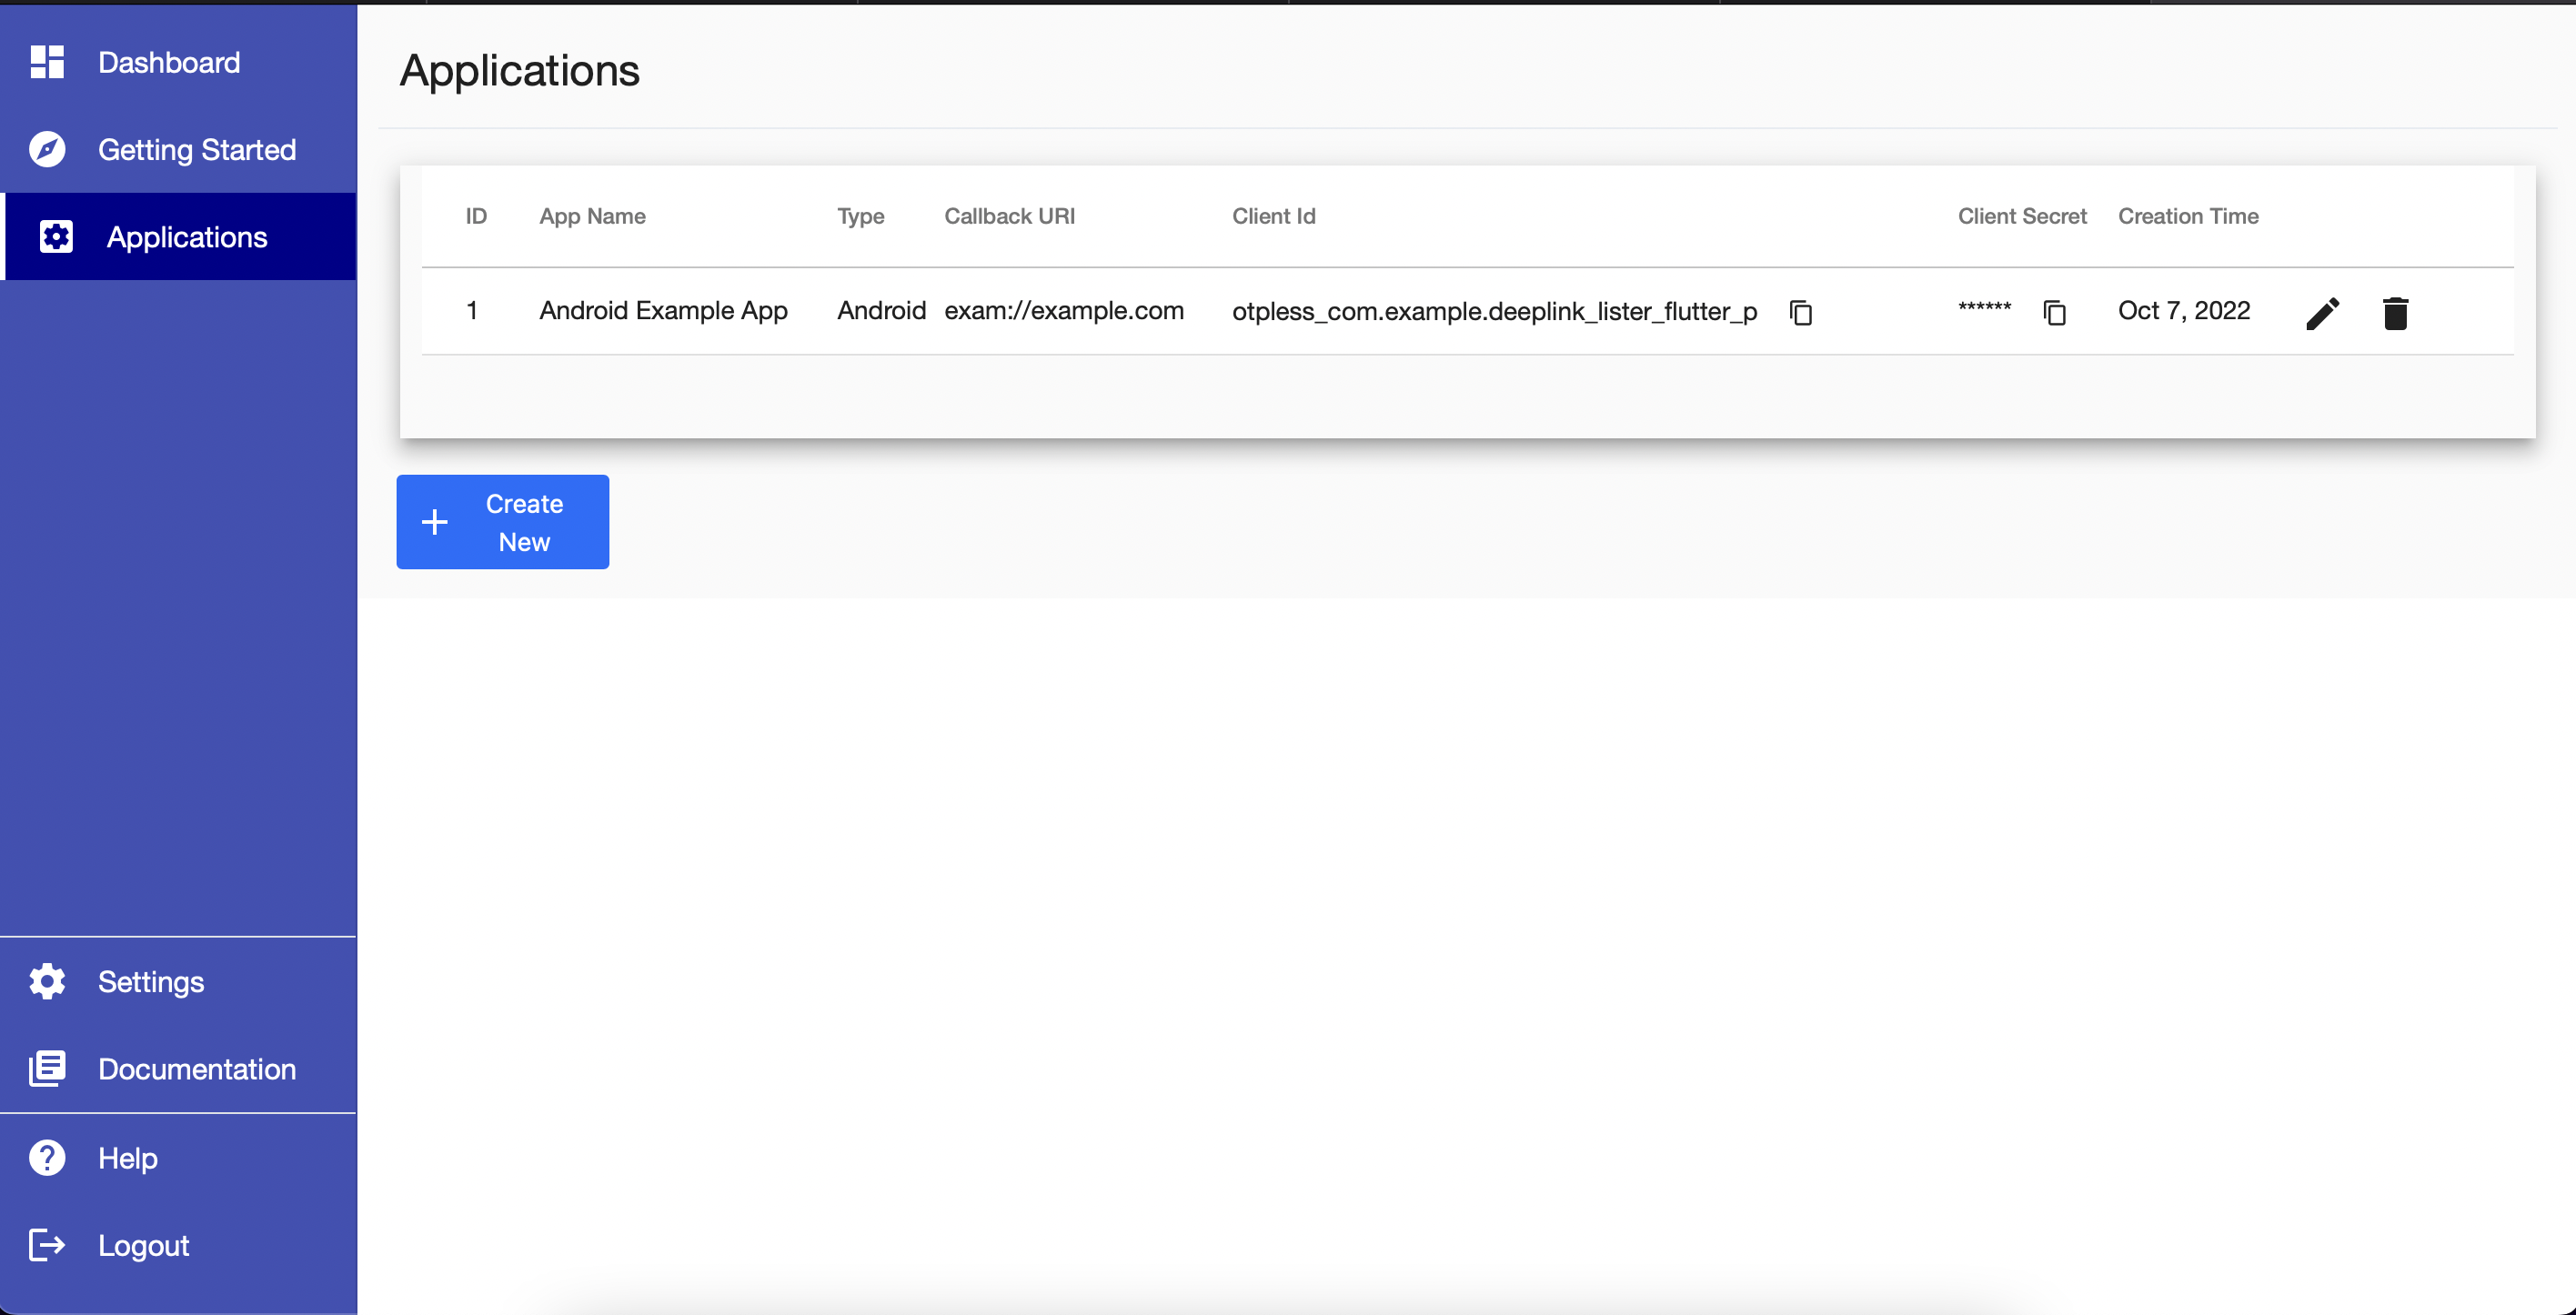 Dashboard
Getting Started
Applications
Settings
Documentation
Help
Logout
Applications
ID App Name Type Callback URI Client Id Client Secret Creation Time
1 Android Example App Android exam://example.com otpless_com.example.deeplink_lister_flutter_p ****** Oct 7, 2022
Create
New